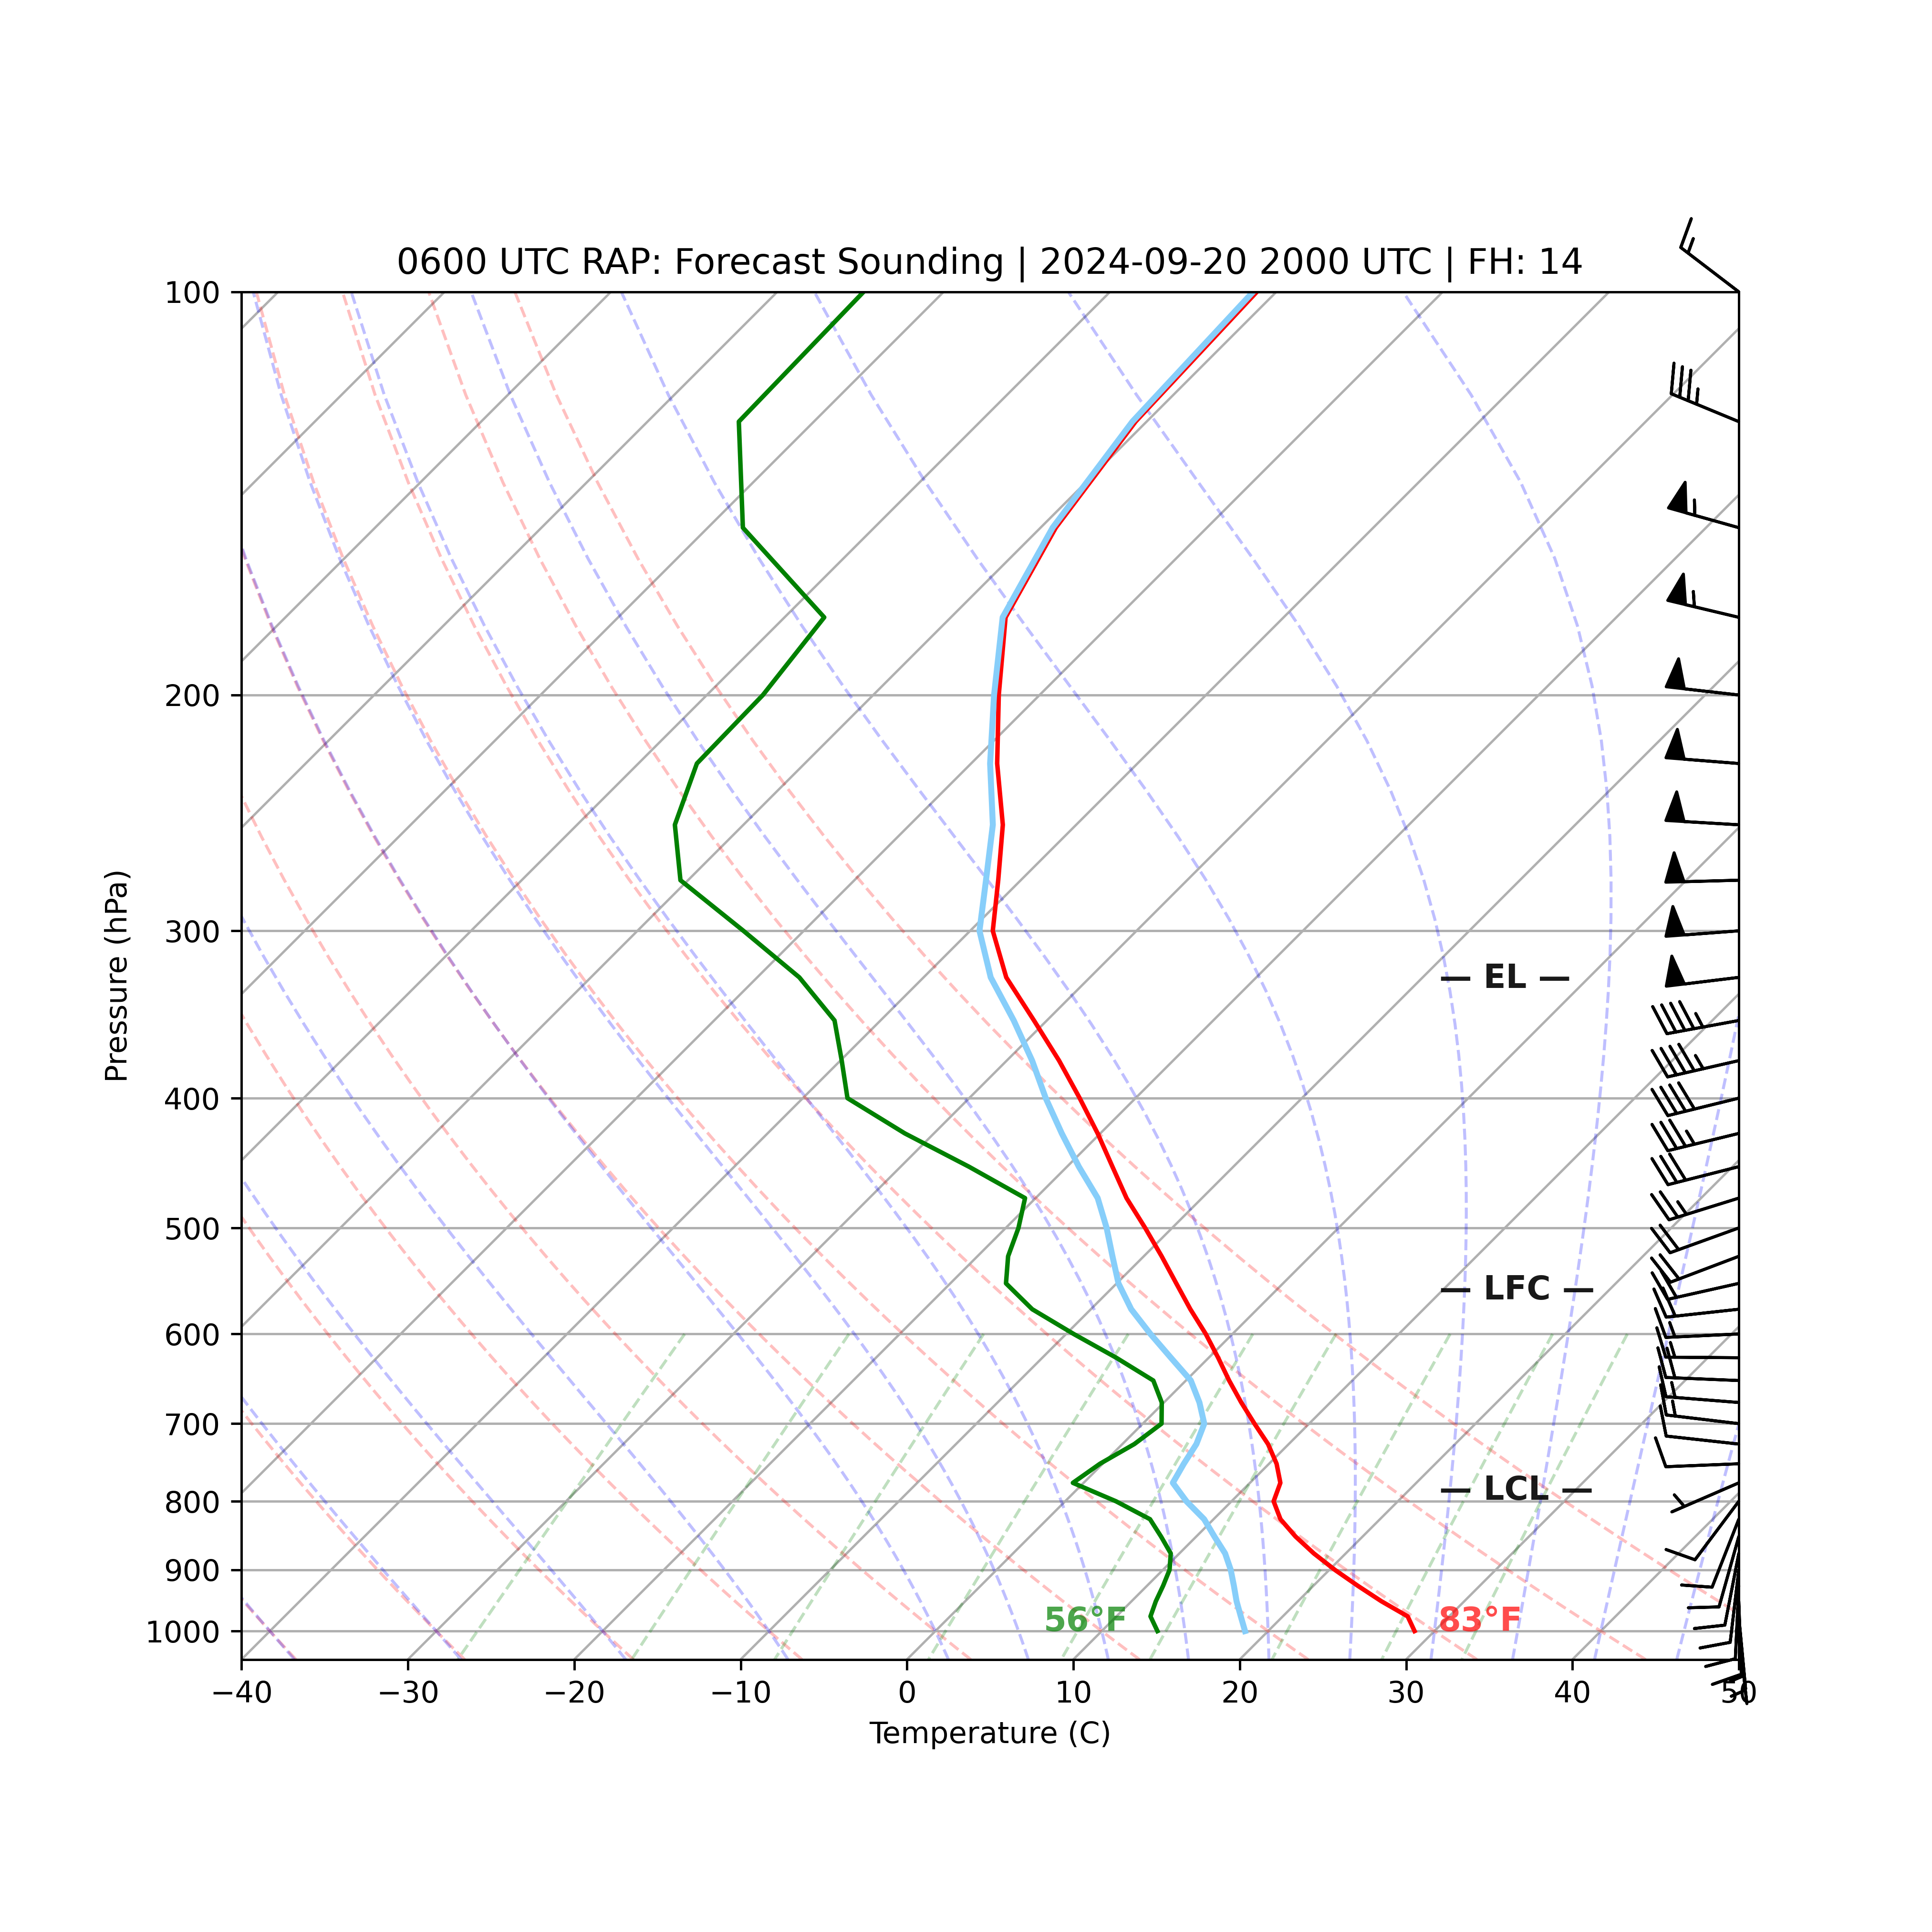 0600 UTC RAP: Forecast Sounding | 2024-09-20 2000 UTC | FH: 14
100
200
300
— EL —
Pressure (hPa)
400
500
— LFC —
600
700
— LCL —
800
900
56°F 83°F
1000
−40 −30 −20 −10 0 10 20 30 40 50
Temperature (C)